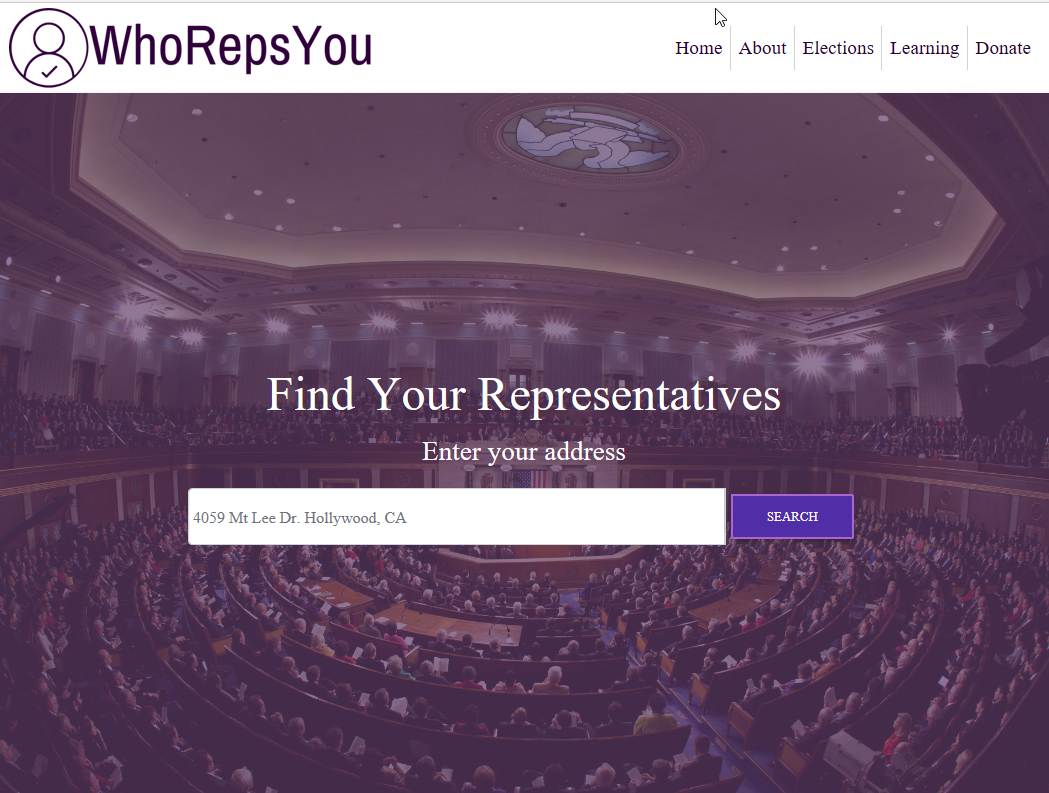 WhoRepsYou
Home About Elections Learning Donate
Find Your Representatives
Enter your address
4059 Mt Lee Dr. Hollywood, CA
SEARCH